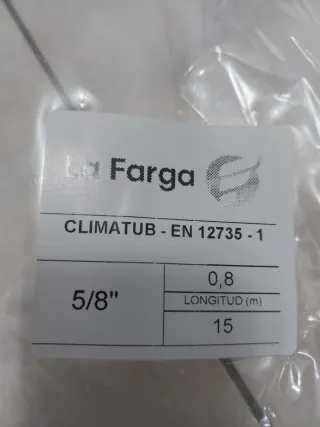 La Farga
CLIMATUB - EN 12735 - 1
5/8"
0,8
LONGITUD (m)
15